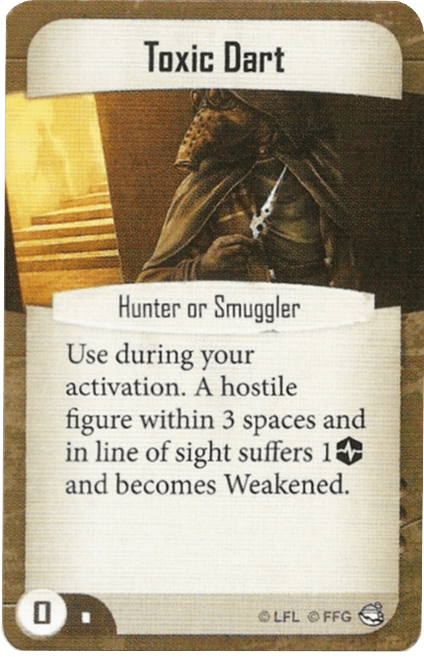 Toxic Dart
Hunter or Smuggler
Use during your
activation. A hostile
figure within 3 spaces and
in line of sight suffers 1
and becomes Weakened.
0
© LFL © FFG